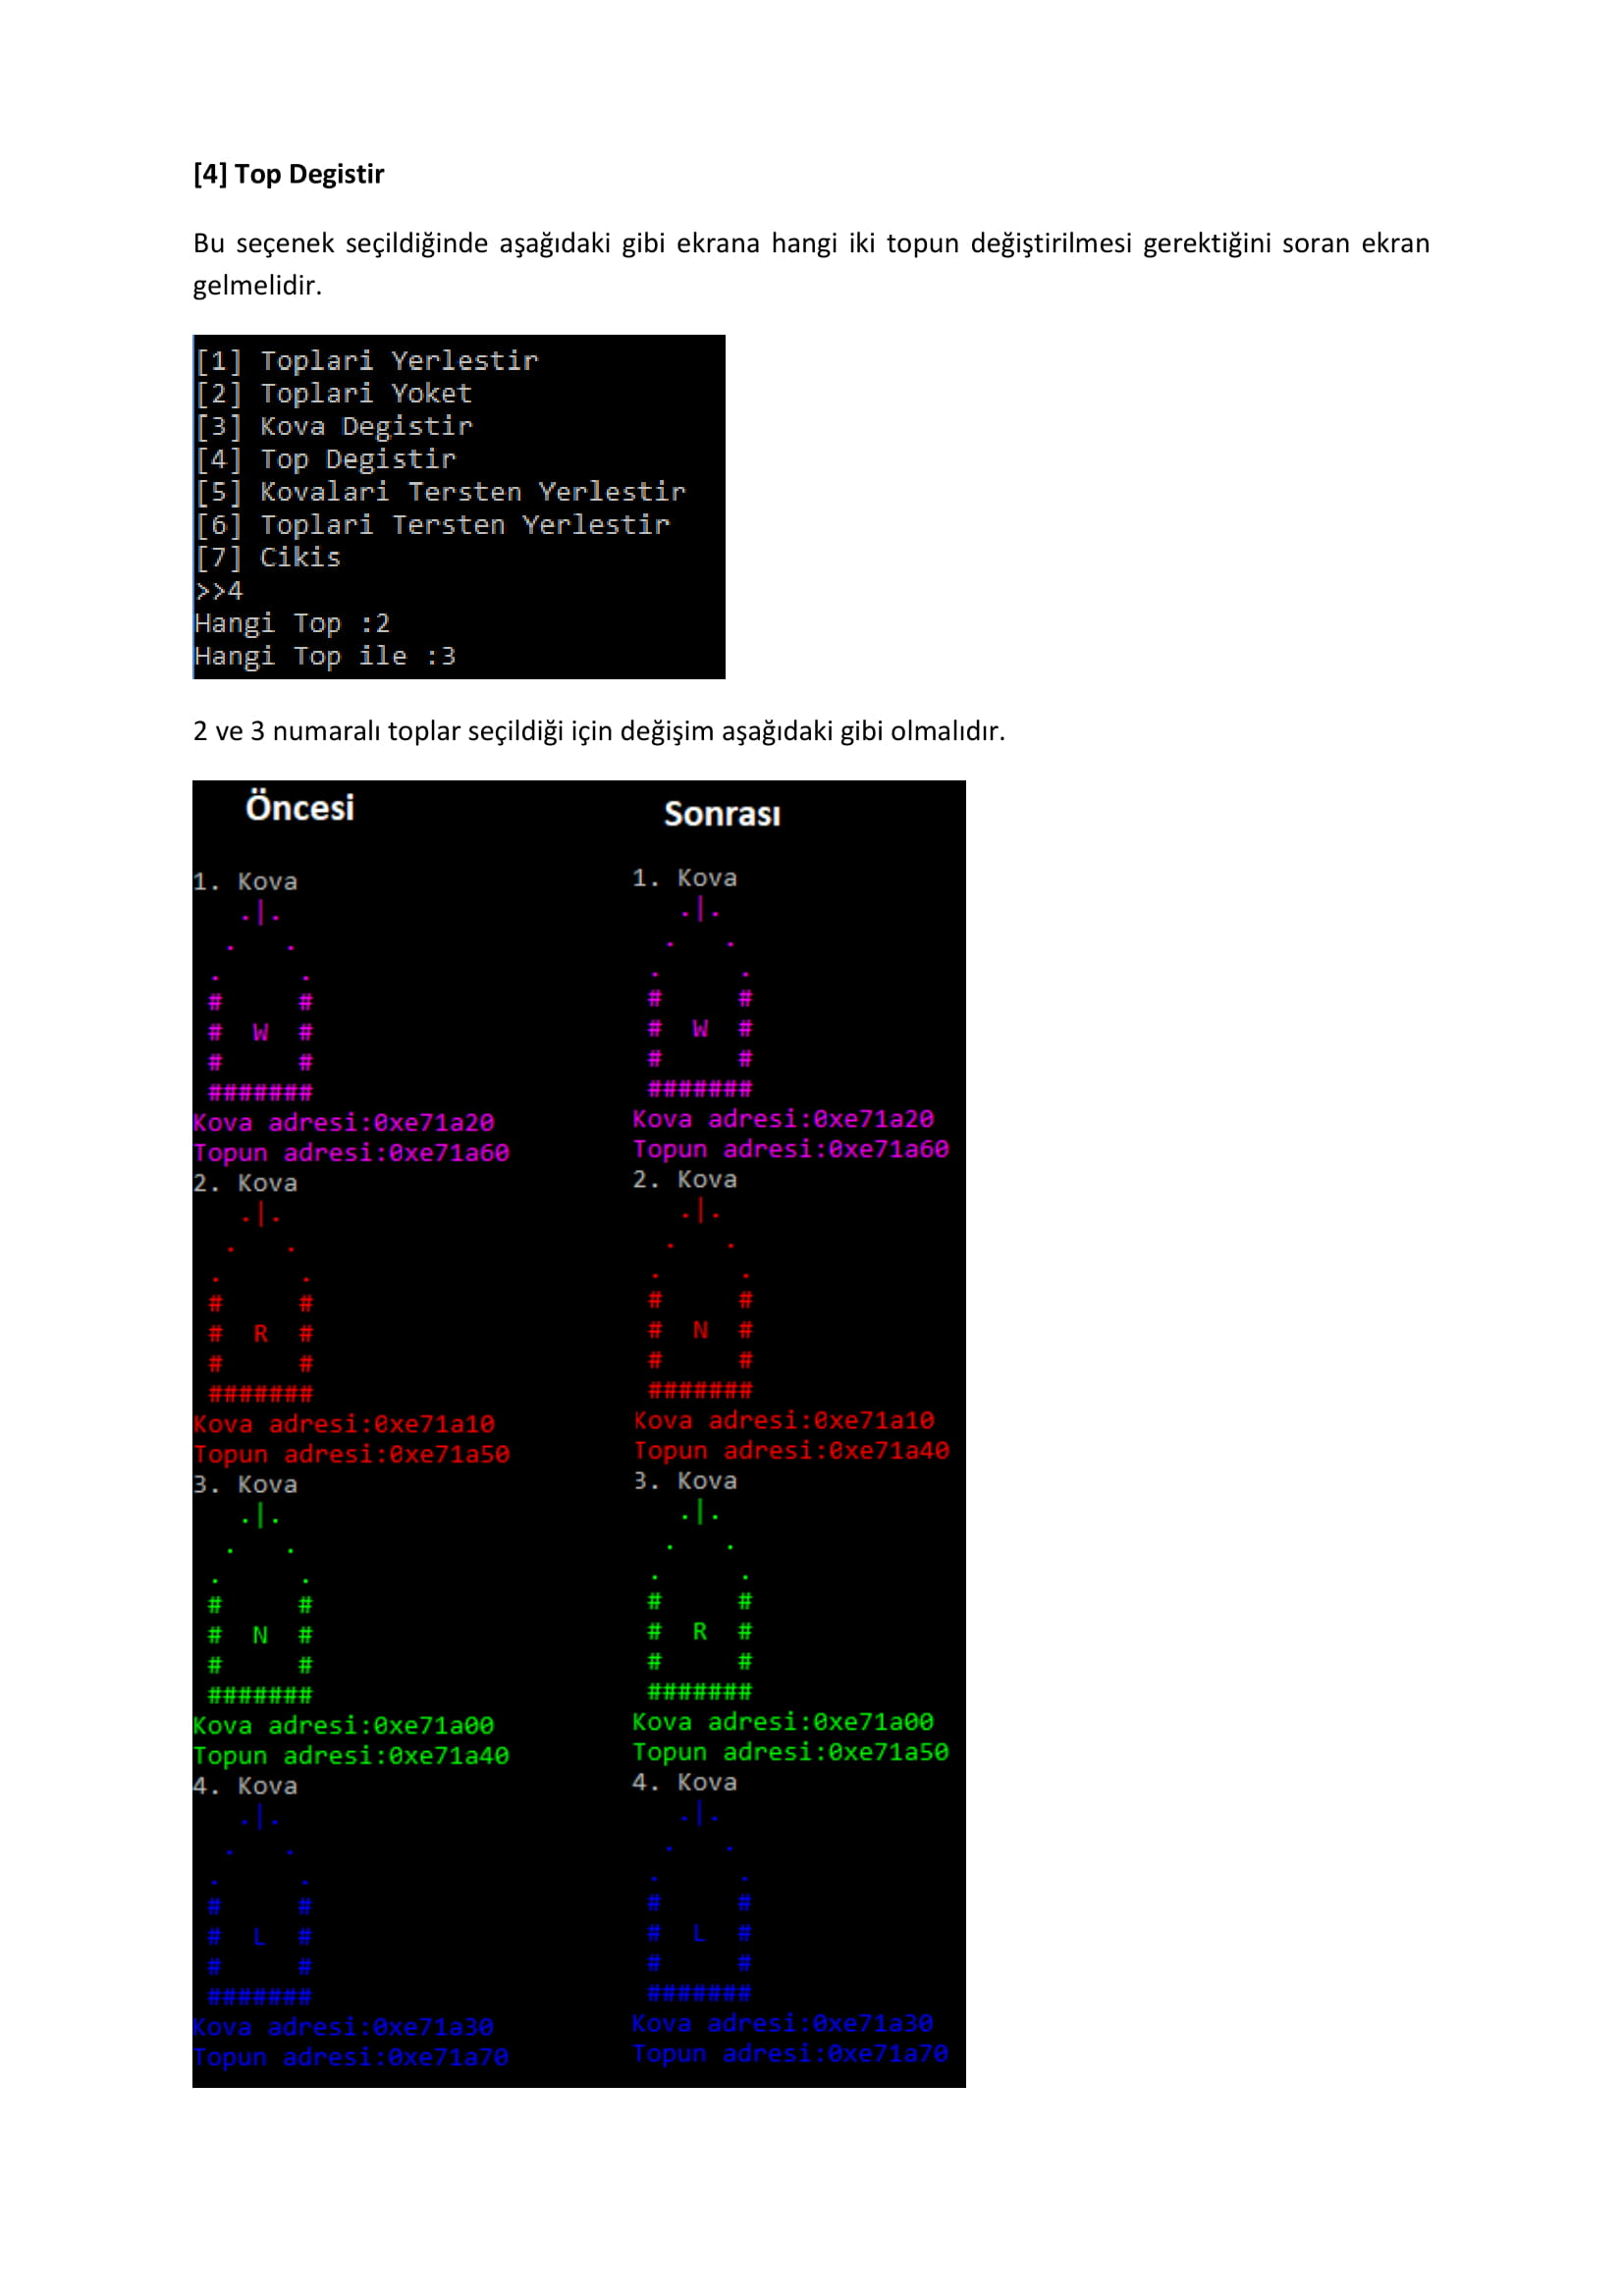 [4] Top Degistir
Bu seçenek seçildiğinde aşağıdaki gibi ekrana hangi iki topun değiştirilmesi gerektiğini soran ekran
gelmelidir.
[1] Toplari Yerlestir
[2] Toplari Yoket
[3] Kova Degistir
[4] Top Degistir
[5] Kovalari Tersten Yerlestir
[6] Toplari Tersten Yerlestir
[7] Cikis
>>4
Hangi Top :2
Hangi Top ile :3
2 ve 3 numaralı toplar seçildiği için değişim aşağıdaki gibi olmalıdır.
Öncesi
1. Kova
   .|.
  .   .
 .     .
 #     #
 #  W  #
 #     #
 #######
Kova adresi:0xe71a20
Topun adresi:0xe71a60
2. Kova
   .|.
  .   .
 .     .
 #     #
 #  R  #
 #     #
 #######
Kova adresi:0xe71a10
Topun adresi:0xe71a50
3. Kova
   .|.
  .   .
 .     .
 #     #
 #  N  #
 #     #
 #######
Kova adresi:0xe71a00
Topun adresi:0xe71a40
4. Kova
   .|.
  .   .
 .     .
 #     #
 #  L  #
 #     #
 #######
Kova adresi:0xe71a30
Topun adresi:0xe71a70
Sonrası
1. Kova
   .|.
  .   .
 .     .
 #     #
 #  W  #
 #     #
 #######
Kova adresi:0xe71a20
Topun adresi:0xe71a60
2. Kova
   .|.
  .   .
 .     .
 #     #
 #  N  #
 #     #
 #######
Kova adresi:0xe71a10
Topun adresi:0xe71a40
3. Kova
   .|.
  .   .
 .     .
 #     #
 #  R  #
 #     #
 #######
Kova adresi:0xe71a00
Topun adresi:0xe71a50
4. Kova
   .|.
  .   .
 .     .
 #     #
 #  L  #
 #     #
 #######
Kova adresi:0xe71a30
Topun adresi:0xe71a70